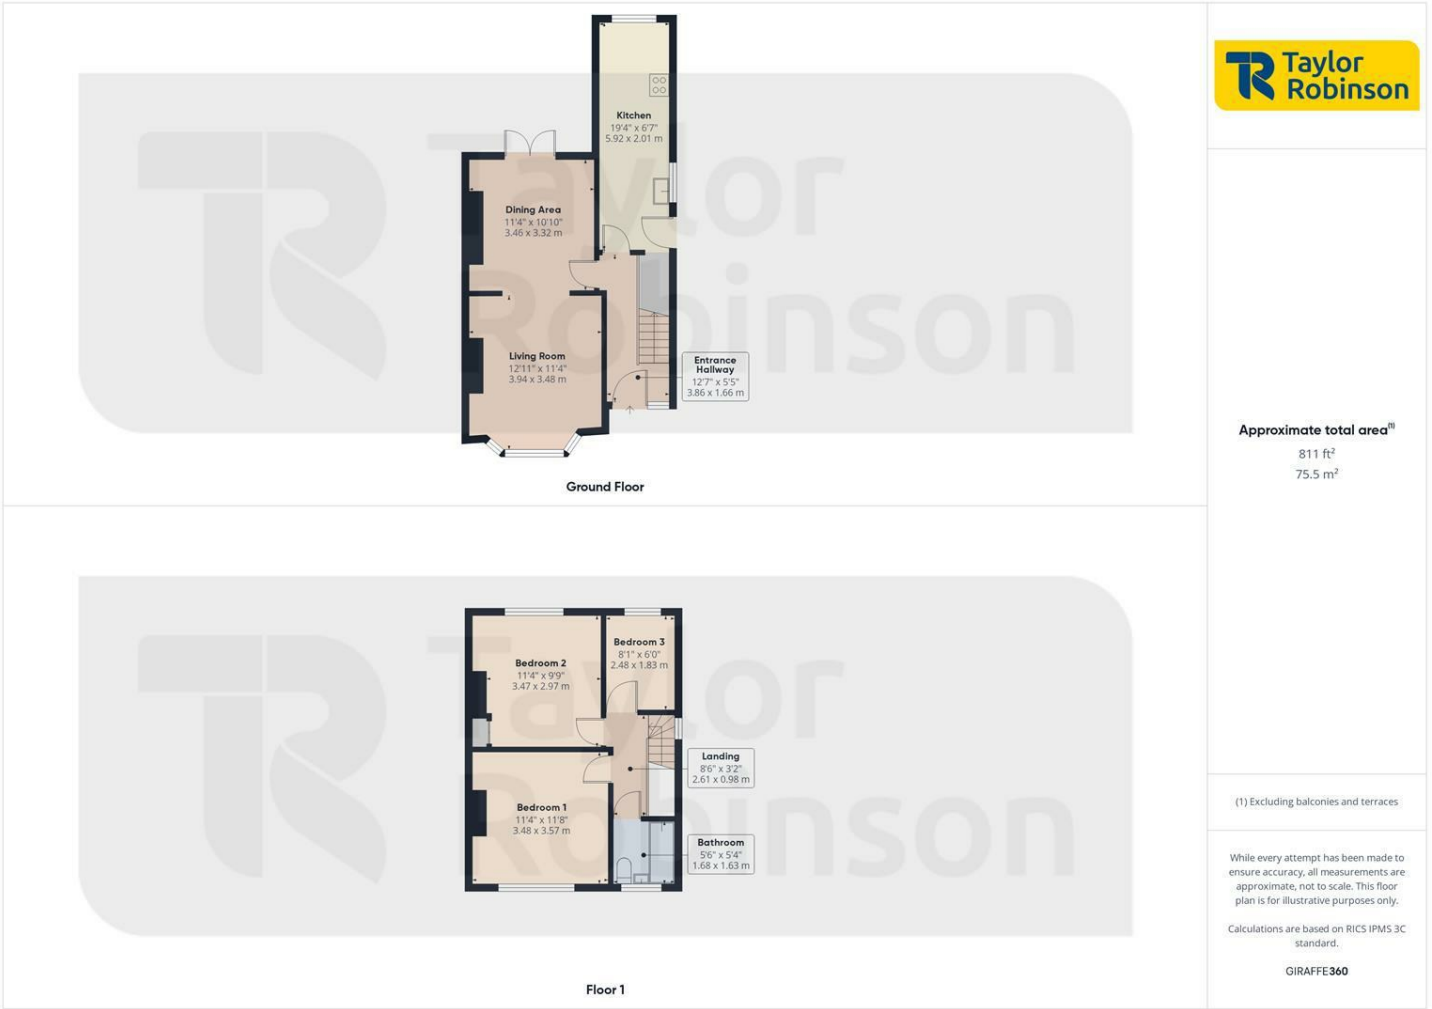 Kitchen
19'4" x 6'7"
5.92 x 2.01 m
Dining Area
11'4" x 10'10"
3.46 x 3.32 m
Living Room
12'11" x 11'4"
3.94 x 3.48 m
Entrance
Hallway
12'7" x 5'5"
3.86 x 1.66 m
Ground Floor
Taylor
Robinson
Bedroom 2
11'4" x 9'9"
3.47 x 2.97 m
Bedroom 3
8'1" x 6'0"
2.48 x 1.83 m
Landing
8'6" x 3'2"
2.61 x 0.98 m
Bedroom 1
11'4" x 11'8"
3.48 x 3.57 m
Bathroom
5'6" x 5'4"
1.68 x 1.63 m
Floor 1
Taylor
Robinson
Taylor
Robinson
Approximate total area(1)
811 ft²
75.5 m²
(1) Excluding balconies and terraces
While every attempt has been made to
ensure accuracy, all measurements are
approximate, not to scale. This floor
plan is for illustrative purposes only.
Calculations are based on RICS IPMS 3C
standard.
GIRAFFE360